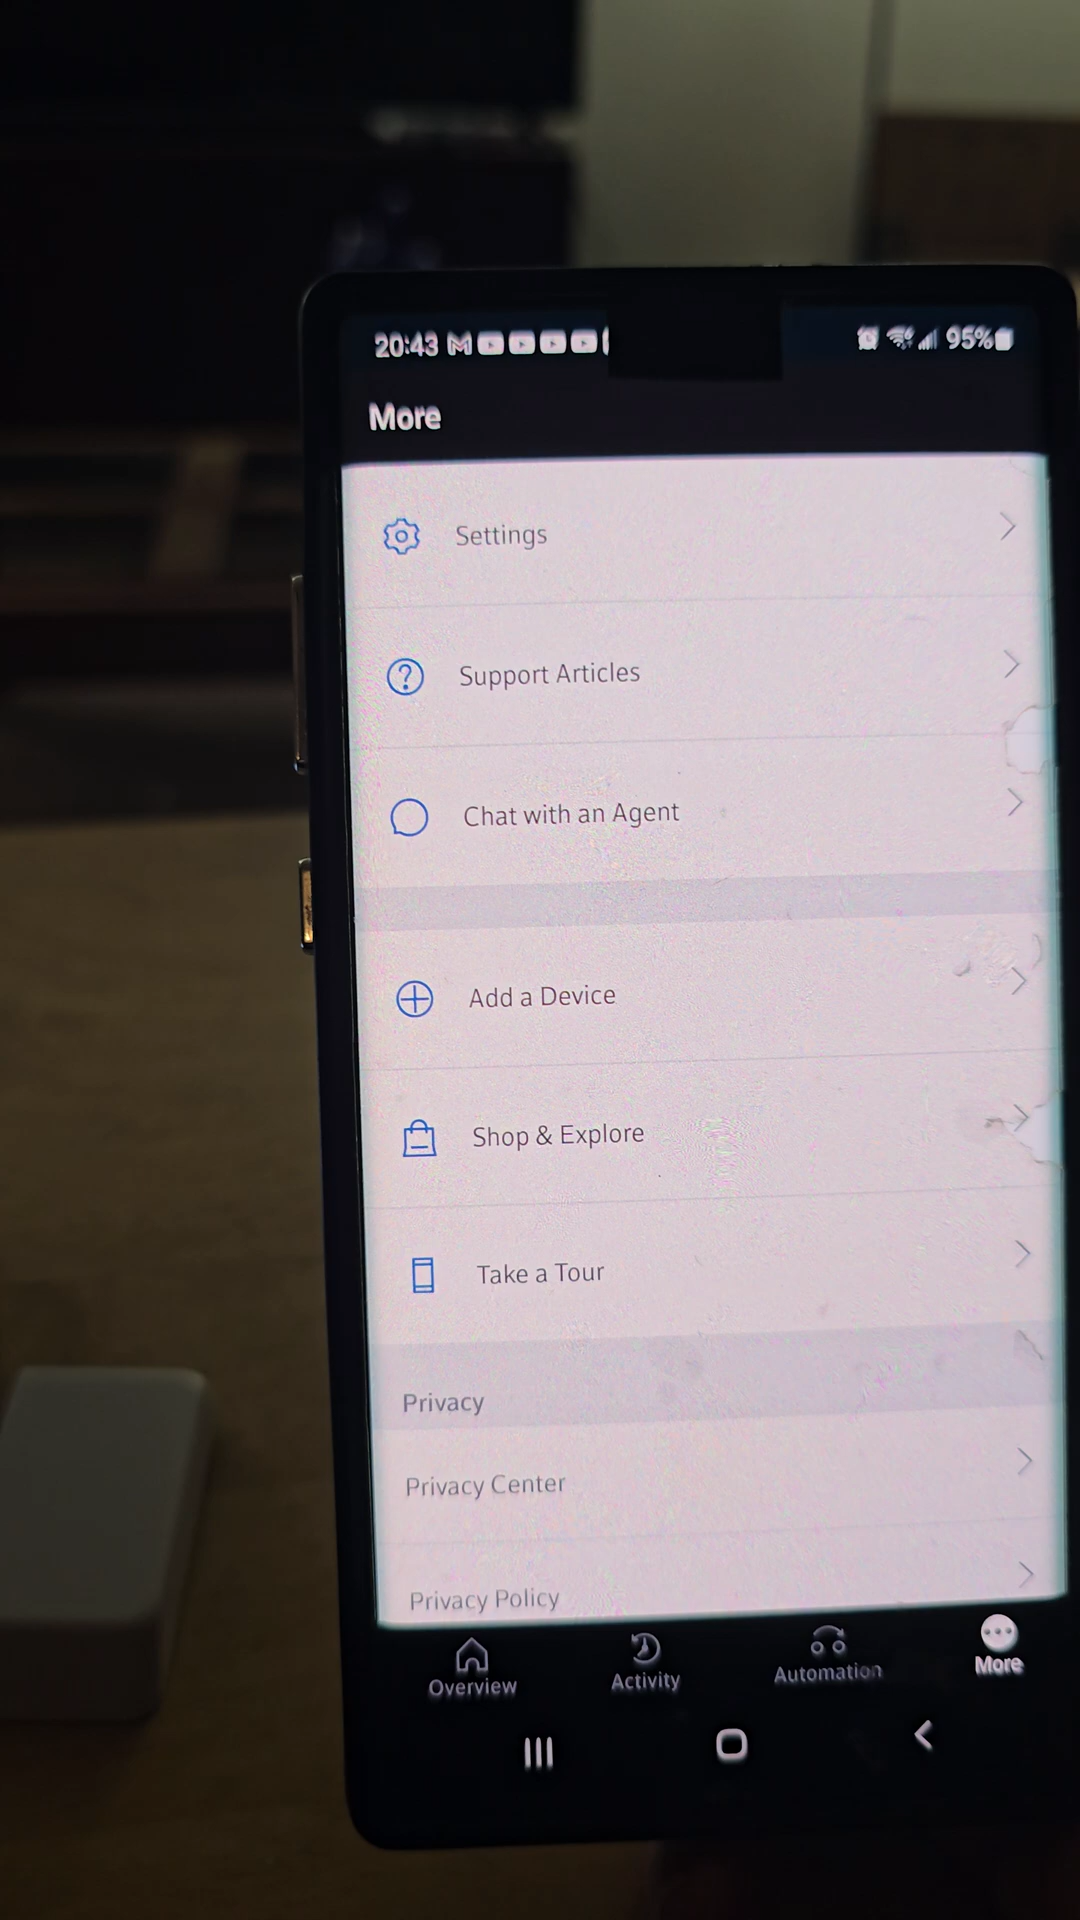 20:43 95%
More
Settings
Support Articles
Chat with an Agent
Add a Device
Shop & Explore
Take a Tour
Privacy
Privacy Center
Privacy Policy
Overview Activity Automation More